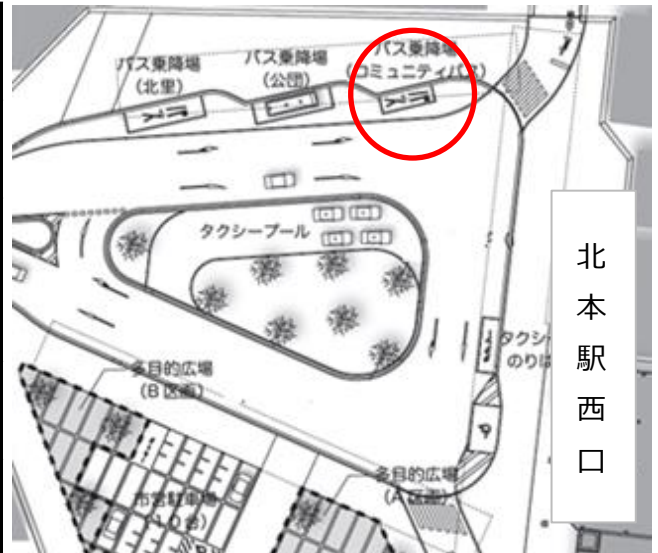 バス乗降場
(北里)
バス乗降場
(公団)
バス乗降場
(コミュニティバス)
タクシープール
北本駅西口
タクシー
のりば
多目的広場
(B区画)
多目的広場
(A区画)
市営駐車場
(10台)